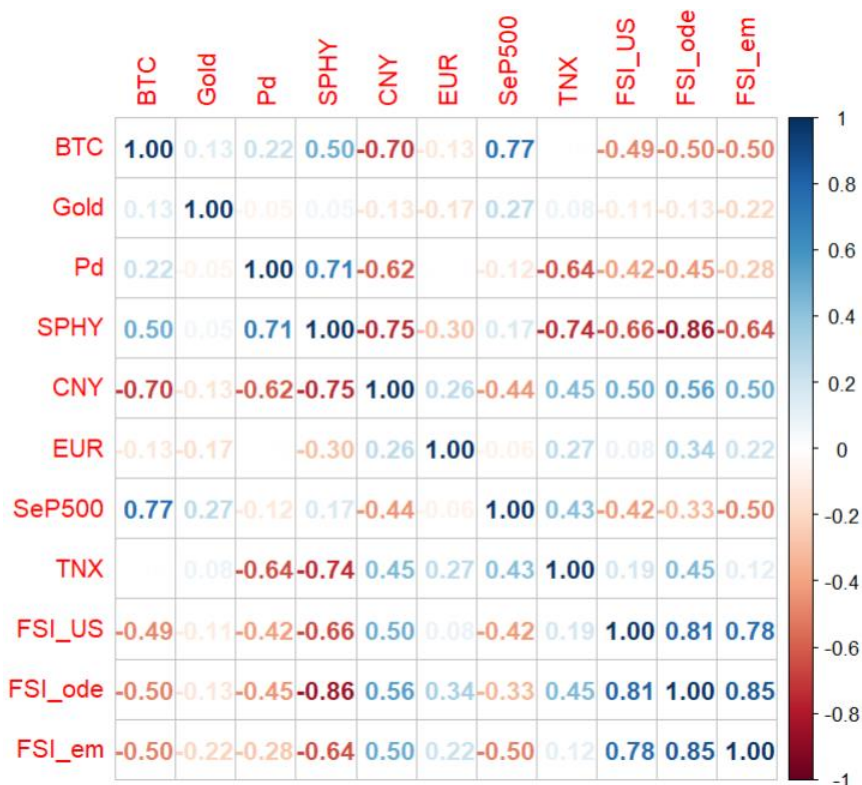 BTC Gold Pd SPHY CNY EUR SeP500 TNX FSI_US FSI_ode FSI_em
BTC 1.00 0.13 0.22 0.50 -0.70 -0.13 0.77 -0.49 -0.50 -0.50
Gold 0.13 1.00 -0.05 0.05 -0.13 -0.17 0.27 0.08 -0.11 -0.13 -0.22
Pd 0.22 -0.05 1.00 0.71 -0.62 -0.12 -0.64 -0.42 -0.45 -0.28
SPHY 0.50 0.05 0.71 1.00 -0.75 -0.30 0.17 -0.74 -0.66 -0.86 -0.64
CNY -0.70 -0.13 -0.62 -0.75 1.00 0.26 -0.44 0.45 0.50 0.56 0.50
EUR -0.13 -0.17 -0.30 0.26 1.00 -0.06 0.27 0.08 0.34 0.22
SeP500 0.77 0.27 -0.12 0.17 -0.44 -0.06 1.00 0.43 -0.42 -0.33 -0.50
TNX 0.08 -0.64 -0.74 0.45 0.27 0.43 1.00 0.19 0.45 0.12
FSI_US -0.49 -0.11 -0.42 -0.66 0.50 0.08 -0.42 0.19 1.00 0.81 0.78
FSI_ode -0.50 -0.13 -0.45 -0.86 0.56 0.34 -0.33 0.45 0.81 1.00 0.85
FSI_em -0.50 -0.22 -0.28 -0.64 0.50 0.22 -0.50 0.12 0.78 0.85 1.00
1
0.8
0.6
0.4
0.2
0
-0.2
-0.4
-0.6
-0.8
-1